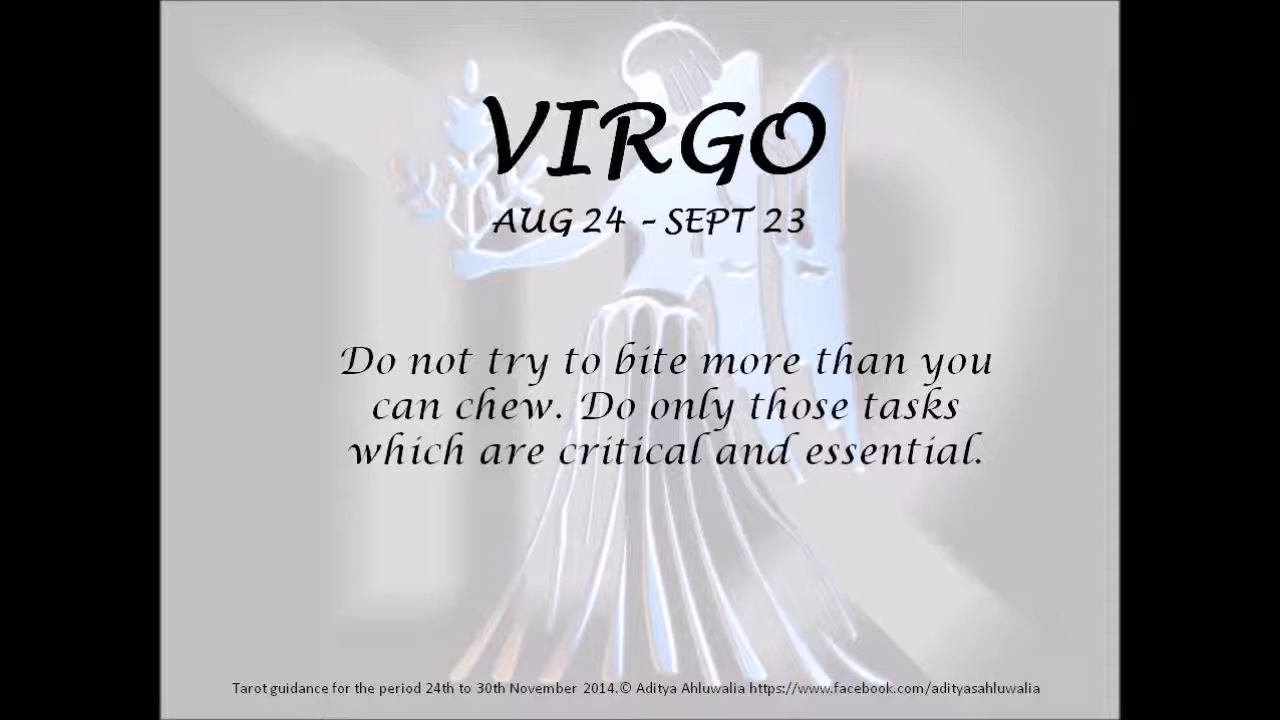 VIRGO
AUG 24 - SEPT 23
Do not try to bite more than you
can chew. Do only those tasks
which are critical and essential.
Tarot guidance for the period 24th to 30th November 2014.© Aditya Ahluwalia https://www.facebook.com/adityasahluwalia